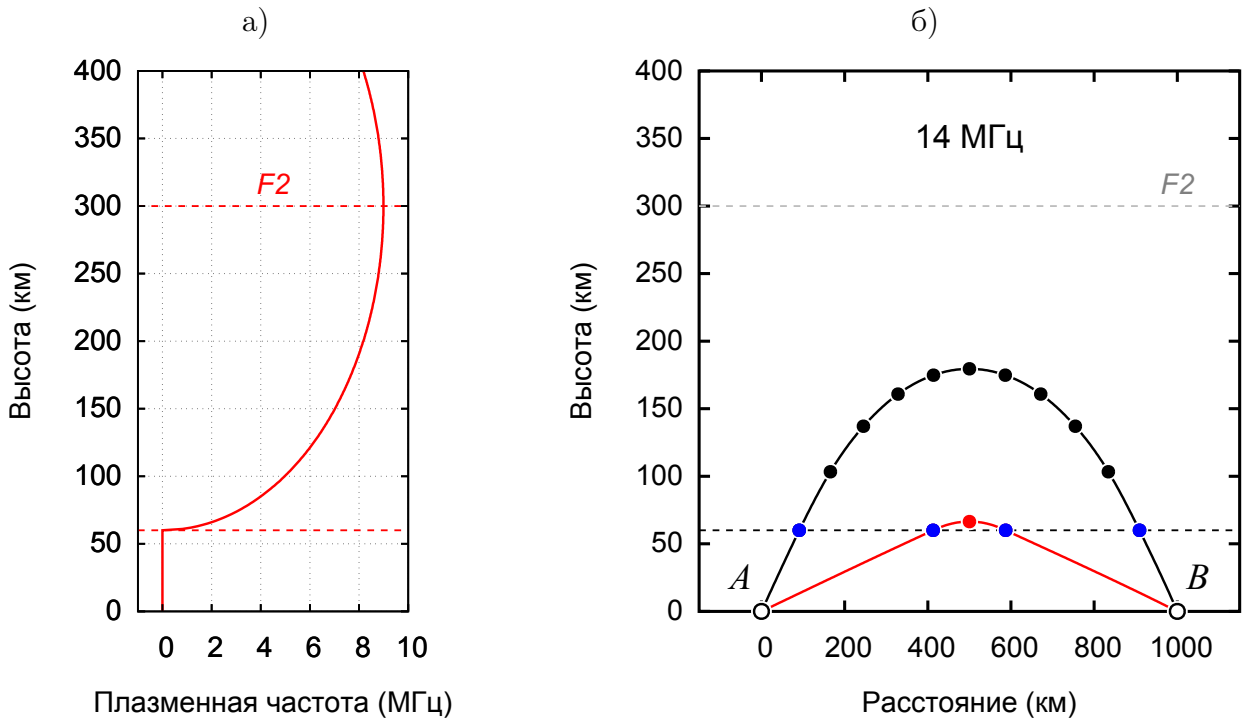 а)
400
350
300
250
200
150
100
50
0
F2
0 2 4 6 8 10
Высота (км)
Плазменная частота (МГц)
б)
400
350
300
250
200
150
100
50
0
14 МГц
F2
A
B
0 200 400 600 800 1000
Высота (км)
Расстояние (км)